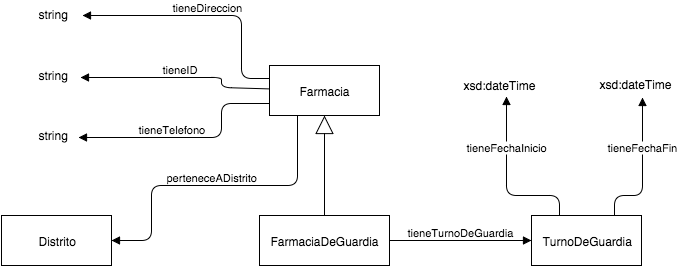 string
tieneDireccion
string
tieneID
string
tieneTelefono
Farmacia
xsd:dateTime
xsd:dateTime
tieneFechaInicio
tieneFechaFin
perteneceADistrito
Distrito
FarmaciaDeGuardia
tieneTurnoDeGuardia
TurnoDeGuardia